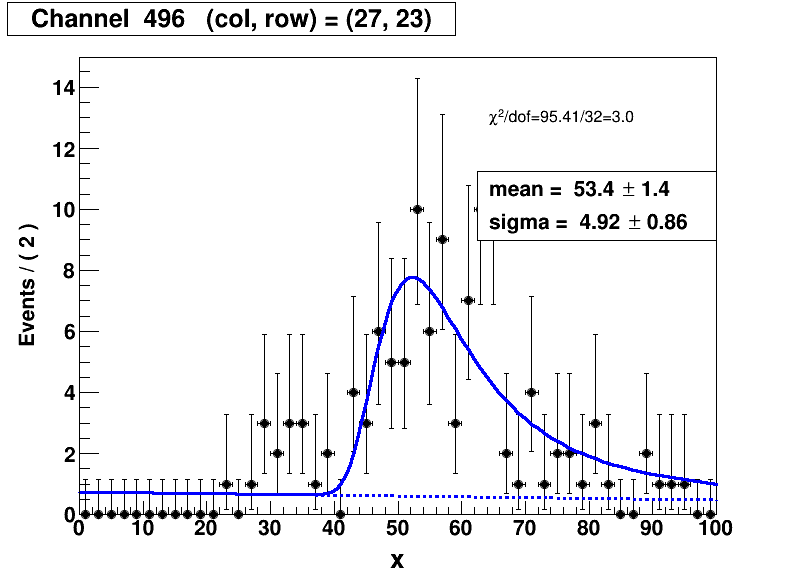 Channel 496 (col, row) = (27, 23)
χ²/dof=95.41/32=3.0
mean = 53.4 ± 1.4
sigma = 4.92 ± 0.86
Events / ( 2 )
14
12
10
8
6
4
2
0
0 10 20 30 40 50 60 70 80 90 100
x